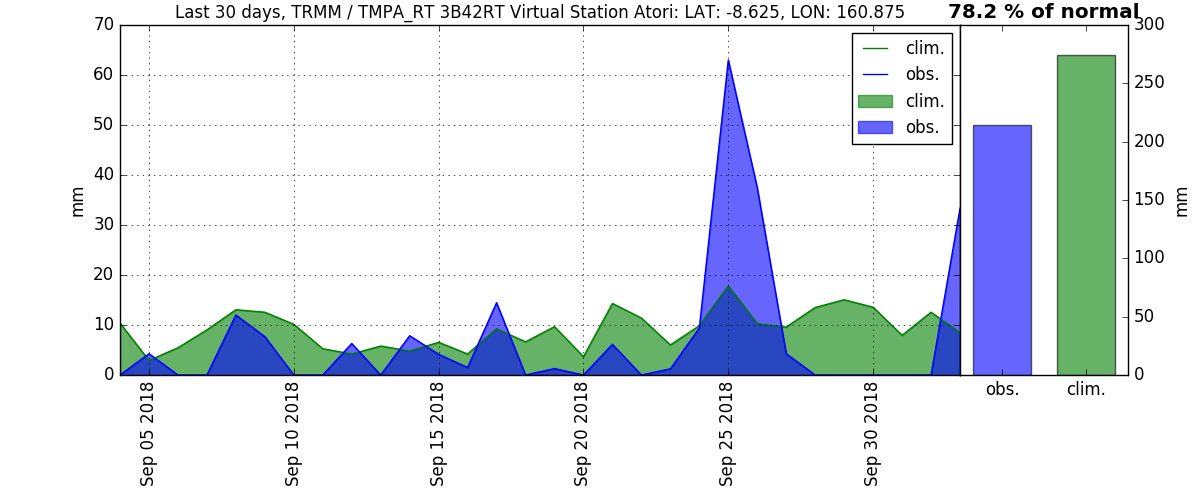 Last 30 days, TRMM / TMPA_RT 3B42RT Virtual Station Atori: LAT: -8.625, LON: 160.875
78.2 % of normal
70
60
50
40
30
20
10
0
mm
clim.
obs.
clim.
obs.
Sep 05 2018
Sep 10 2018
Sep 15 2018
Sep 20 2018
Sep 25 2018
Sep 30 2018
300
250
200
150
100
50
0
mm
obs.
clim.